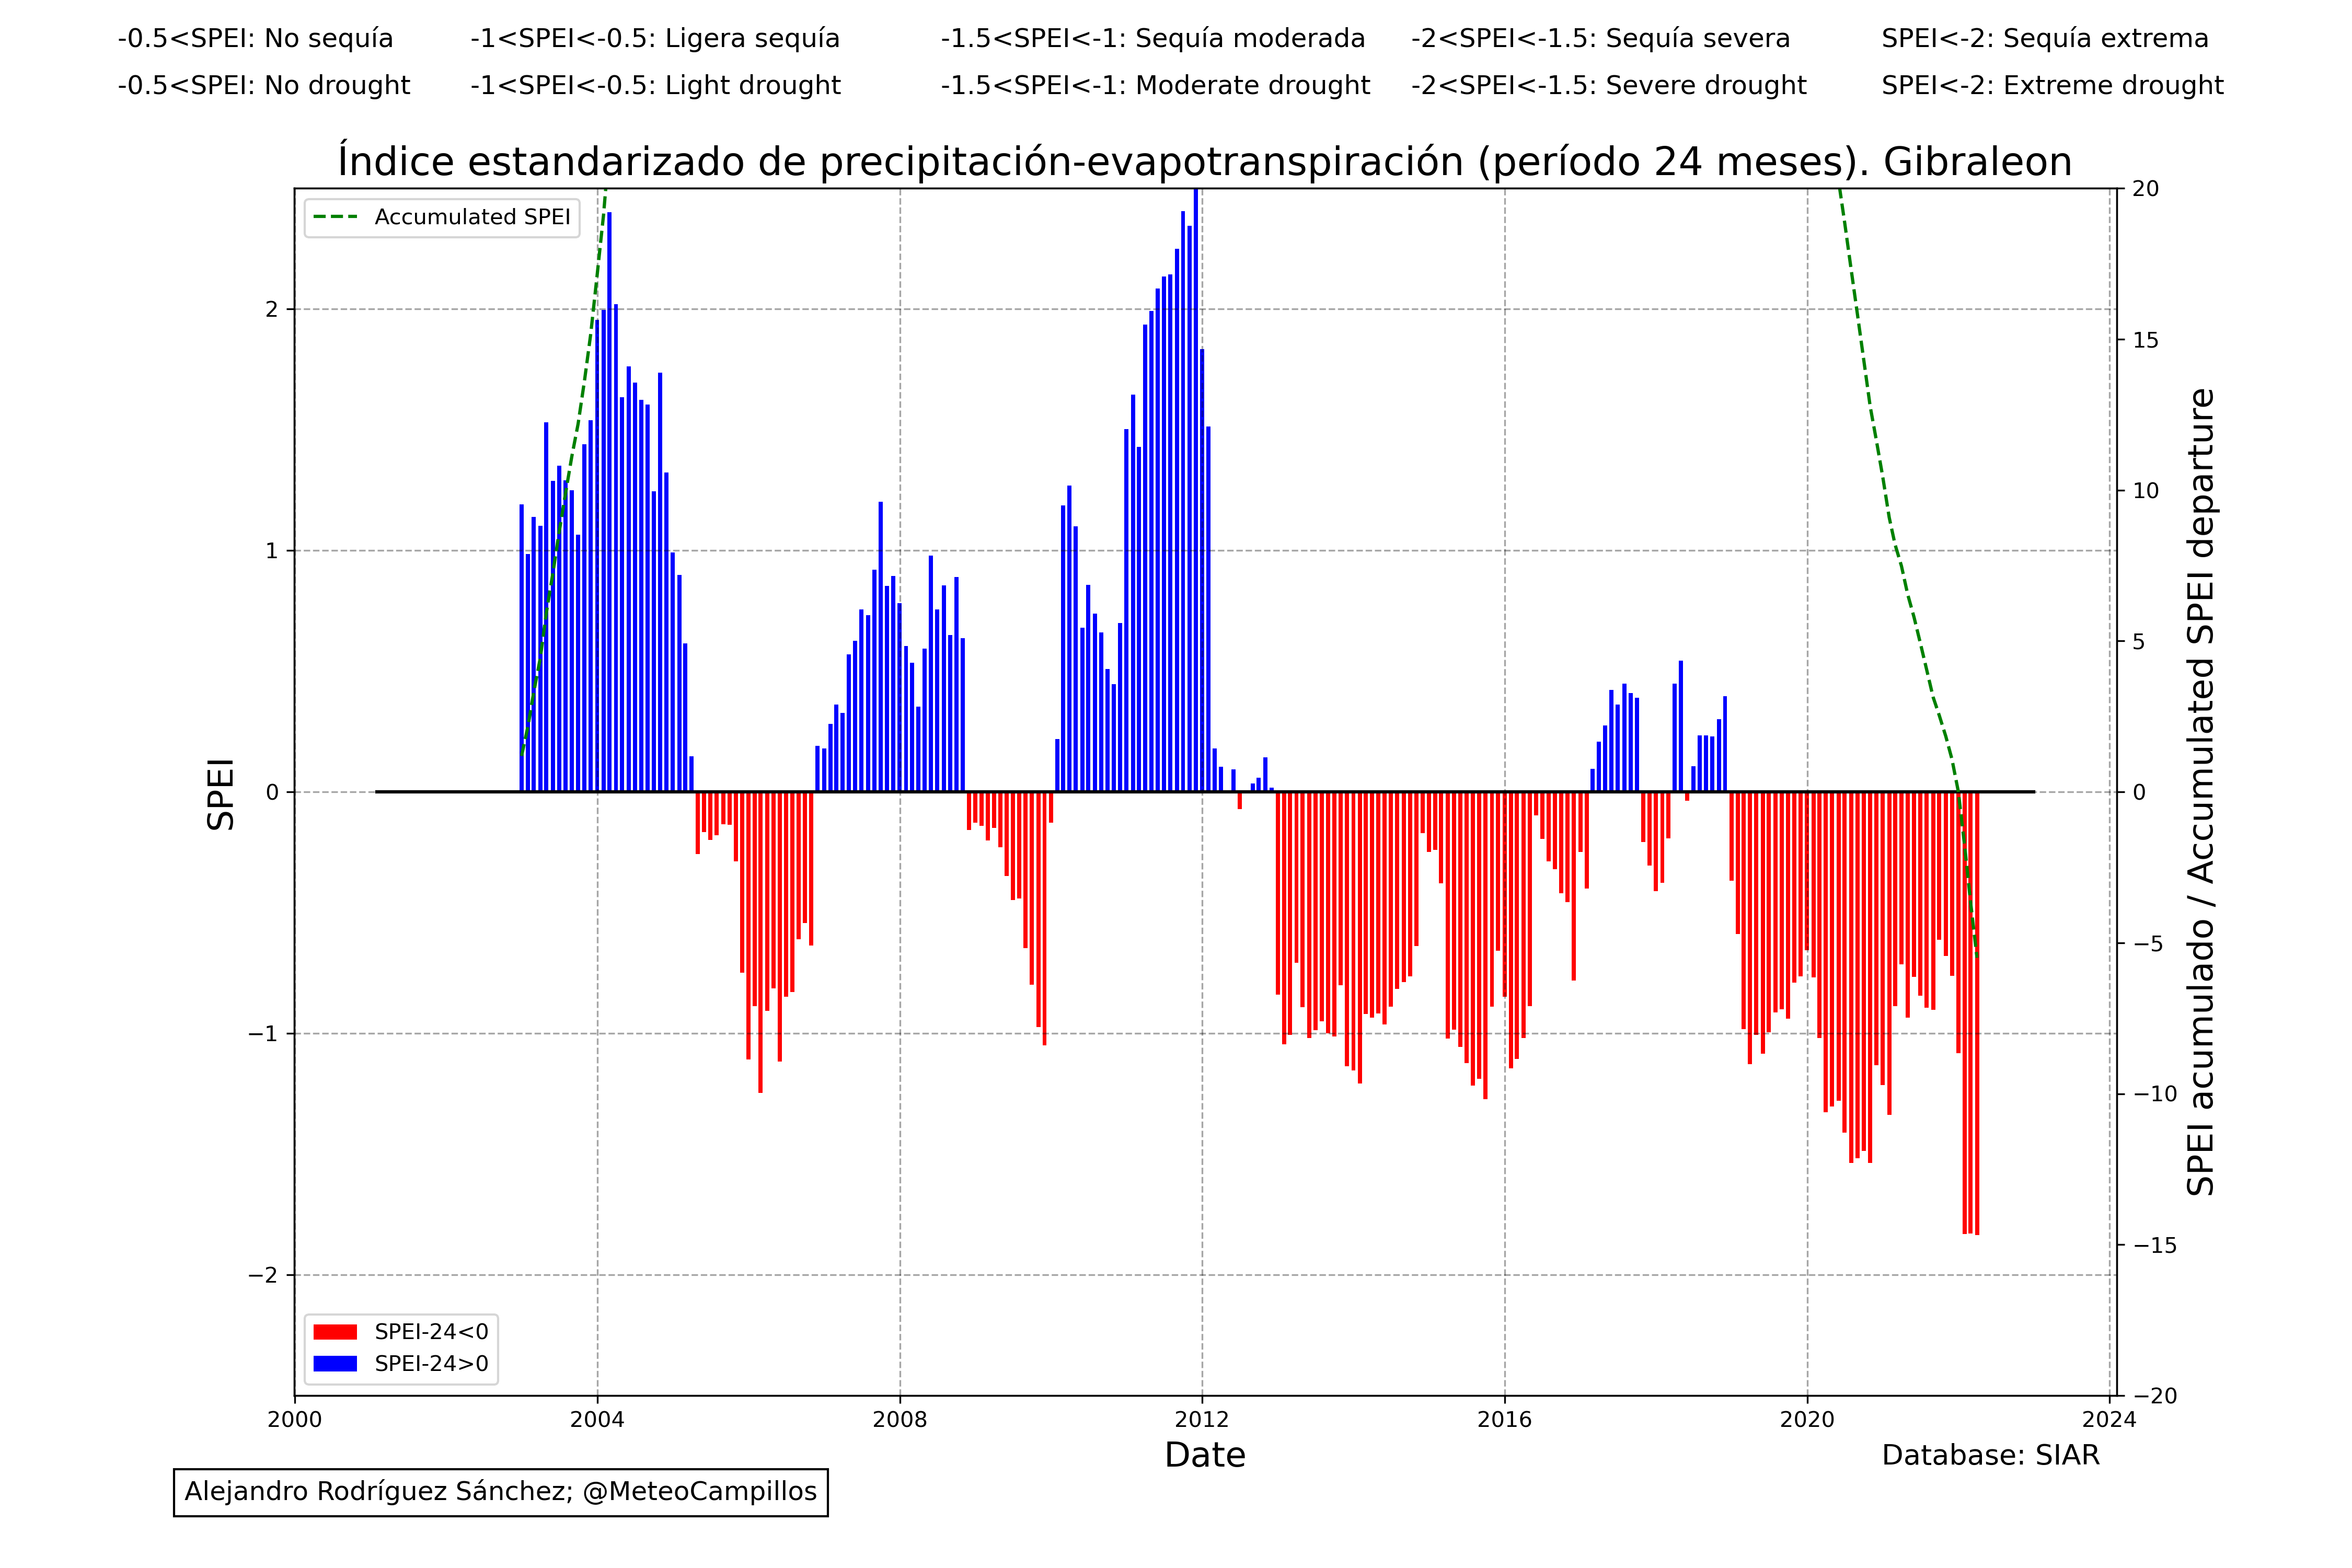 -0.5<SPEI: No sequía
-1<SPEI<-0.5: Ligera sequía
-1.5<SPEI<-1: Sequía moderada
-2<SPEI<-1.5: Sequía severa
SPEI<-2: Sequía extrema
-0.5<SPEI: No drought
-1<SPEI<-0.5: Light drought
-1.5<SPEI<-1: Moderate drought
-2<SPEI<-1.5: Severe drought
SPEI<-2: Extreme drought
Índice estandarizado de precipitación-evapotranspiración (período 24 meses). Gibraleon
Accumulated SPEI
SPEI
2
1
0
−1
−2
20
15
10
5
0
−5
−10
−15
−20
SPEI acumulado / Accumulated SPEI departure
SPEI-24<0
SPEI-24>0
2000
2004
2008
2012
2016
2020
2024
Date
Database: SIAR
Alejandro Rodríguez Sánchez; @MeteoCampillos